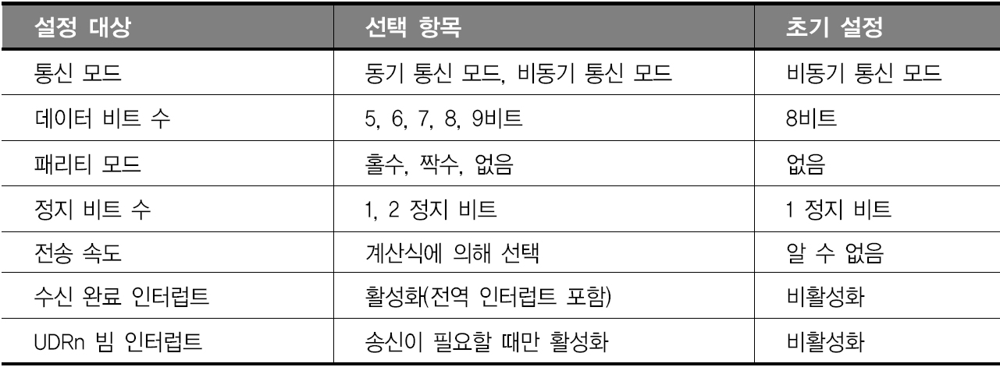 설정 대상 선택 항목 초기 설정
통신 모드 동기 통신 모드, 비동기 통신 모드 비동기 통신 모드
데이터 비트 수 5, 6, 7, 8, 9비트 8비트
패리티 모드 홀수, 짝수, 없음 없음
정지 비트 수 1, 2 정지 비트 1 정지 비트
전송 속도 계산식에 의해 선택 알 수 없음
수신 완료 인터럽트 활성화(전역 인터럽트 포함) 비활성화
UDRn 빔 인터럽트 송신이 필요할 때만 활성화 비활성화